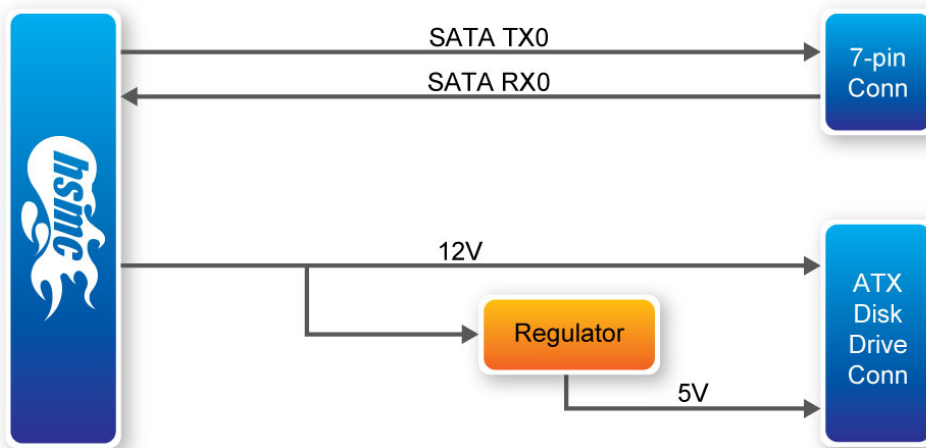 SATA TX0
SATA RX0
7-pin
Conn
hsmc
12V
Regulator
5V
ATX
Disk
Drive
Conn